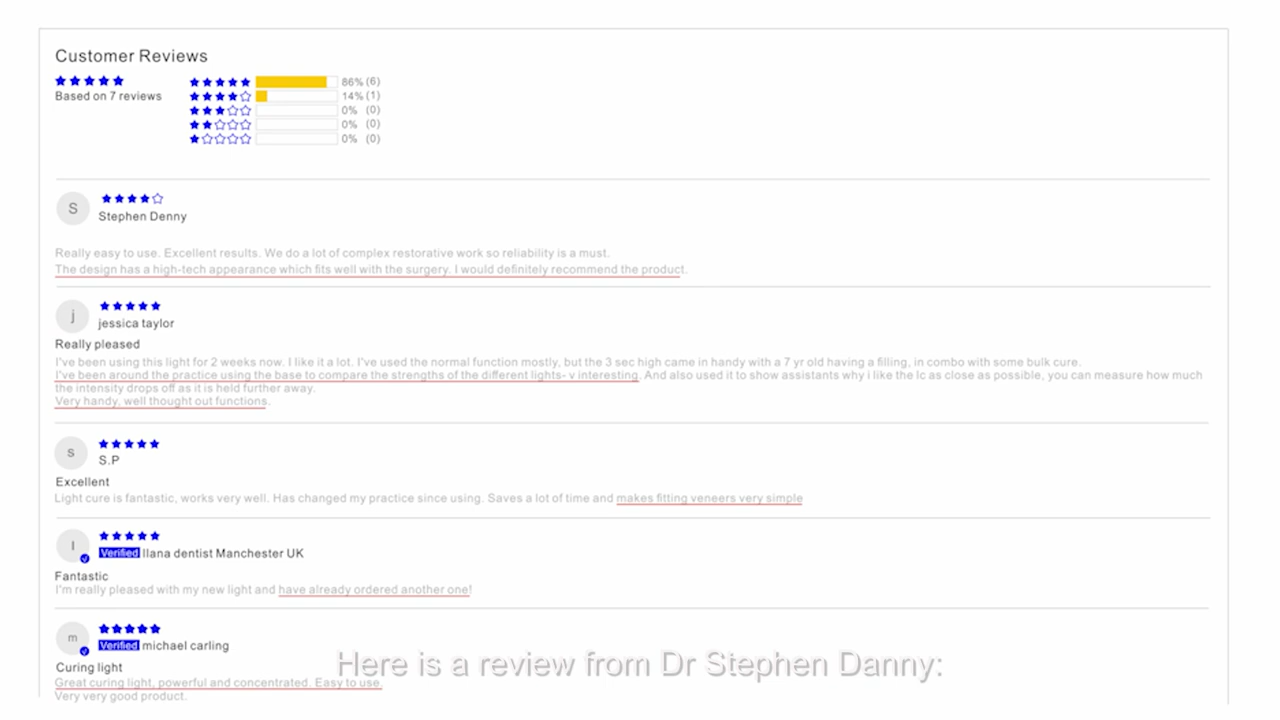 Customer Reviews
Based on 7 reviews
86% (6)
14% (1)
0% (0)
0% (0)
0% (0)
S
Stephen Denny
Really easy to use. Excellent results. We do a lot of complex restorative work so reliability is a must.
The design has a high-tech appearance which fits well with the surgery. I would definitely recommend the product.
j
jessica taylor
Really pleased
I've been using this light for 2 weeks now. I like it a lot. I've used the normal function mostly, but the 3 sec high came in handy with a 7 yr old having a filling, in combo with some bulk cure.
I've been around the practice using the base to compare the strengths of the different lights- v interesting. And also used it to show assistants why i like the lc as close as possible, you can measure how much
the intensity drops off as it is held further away.
Very handy, well thought out functions.
s
S.P
Excellent
Light cure is fantastic, works very well. Has changed my practice since using. Saves a lot of time and makes fitting veneers very simple
I
Verified Ilana dentist Manchester UK
Fantastic
I'm really pleased with my new light and have already ordered another one!
m
Verified michael carling
Curing light
Great curing light, powerful and concentrated. Easy to use.
Very very good product.
Here is a review from Dr Stephen Danny: